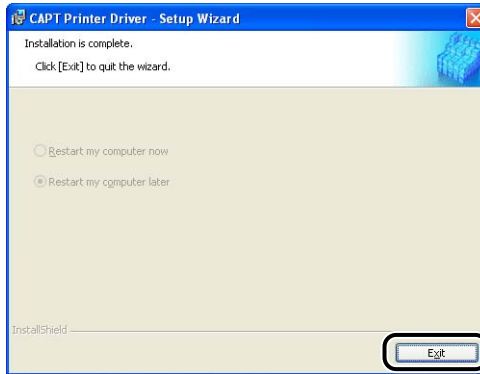 CAPT Printer Driver - Setup Wizard
Installation is complete.
Click [Exit] to quit the wizard.
Restart my computer now
Restart my computer later
InstallShield
Exit